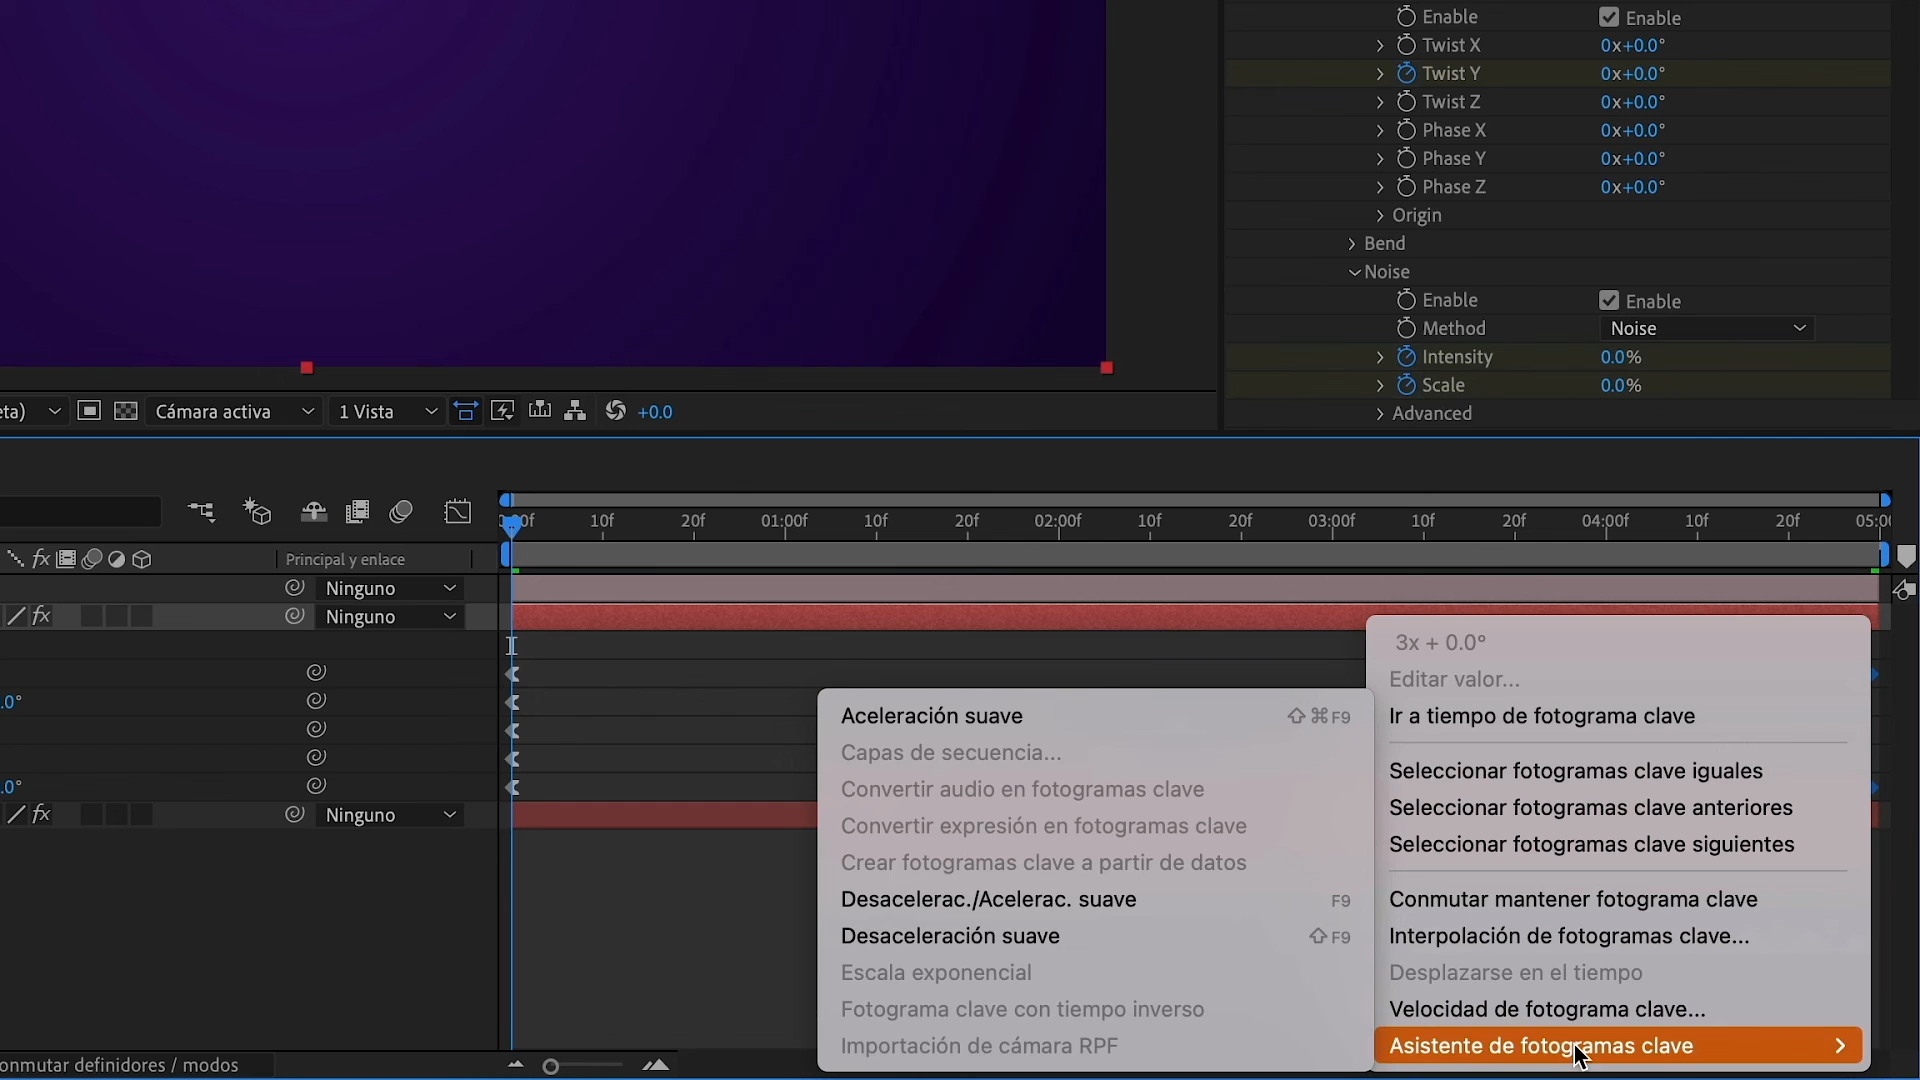 Enable
Enable
Twist X
0x+0.0°
Twist Y
0x+0.0°
Twist Z
0x+0.0°
Phase X
0x+0.0°
Phase Y
0x+0.0°
Phase Z
0x+0.0°
Origin
Bend
Noise
Enable
Enable
Method
Noise
Intensity
0.0%
Scale
0.0%
Advanced
eta)
Cámara activa
1 Vista
+0.0
10f
20f
01:00f
10f
20f
02:00f
10f
20f
03:00f
10f
20f
04:00f
10f
20f
fx
Principal y enlace
Ninguno
fx
Ninguno
.0°
.0°
fx
Ninguno
3x + 0.0°
Editar valor...
Ir a tiempo de fotograma clave
Seleccionar fotogramas clave iguales
Seleccionar fotogramas clave anteriores
Seleccionar fotogramas clave siguientes
Conmutar mantener fotograma clave
Interpolación de fotogramas clave...
Desplazarse en el tiempo
Velocidad de fotograma clave...
Asistente de fotogramas clave
Aceleración suave ⇧⌘F9
Capas de secuencia...
Convertir audio en fotogramas clave
Convertir expresión en fotogramas clave
Crear fotogramas clave a partir de datos
Desacelerac./Acelerac. suave F9
Desaceleración suave ⇧F9
Escala exponencial
Fotograma clave con tiempo inverso
Importación de cámara RPF
onmutar definidores / modos